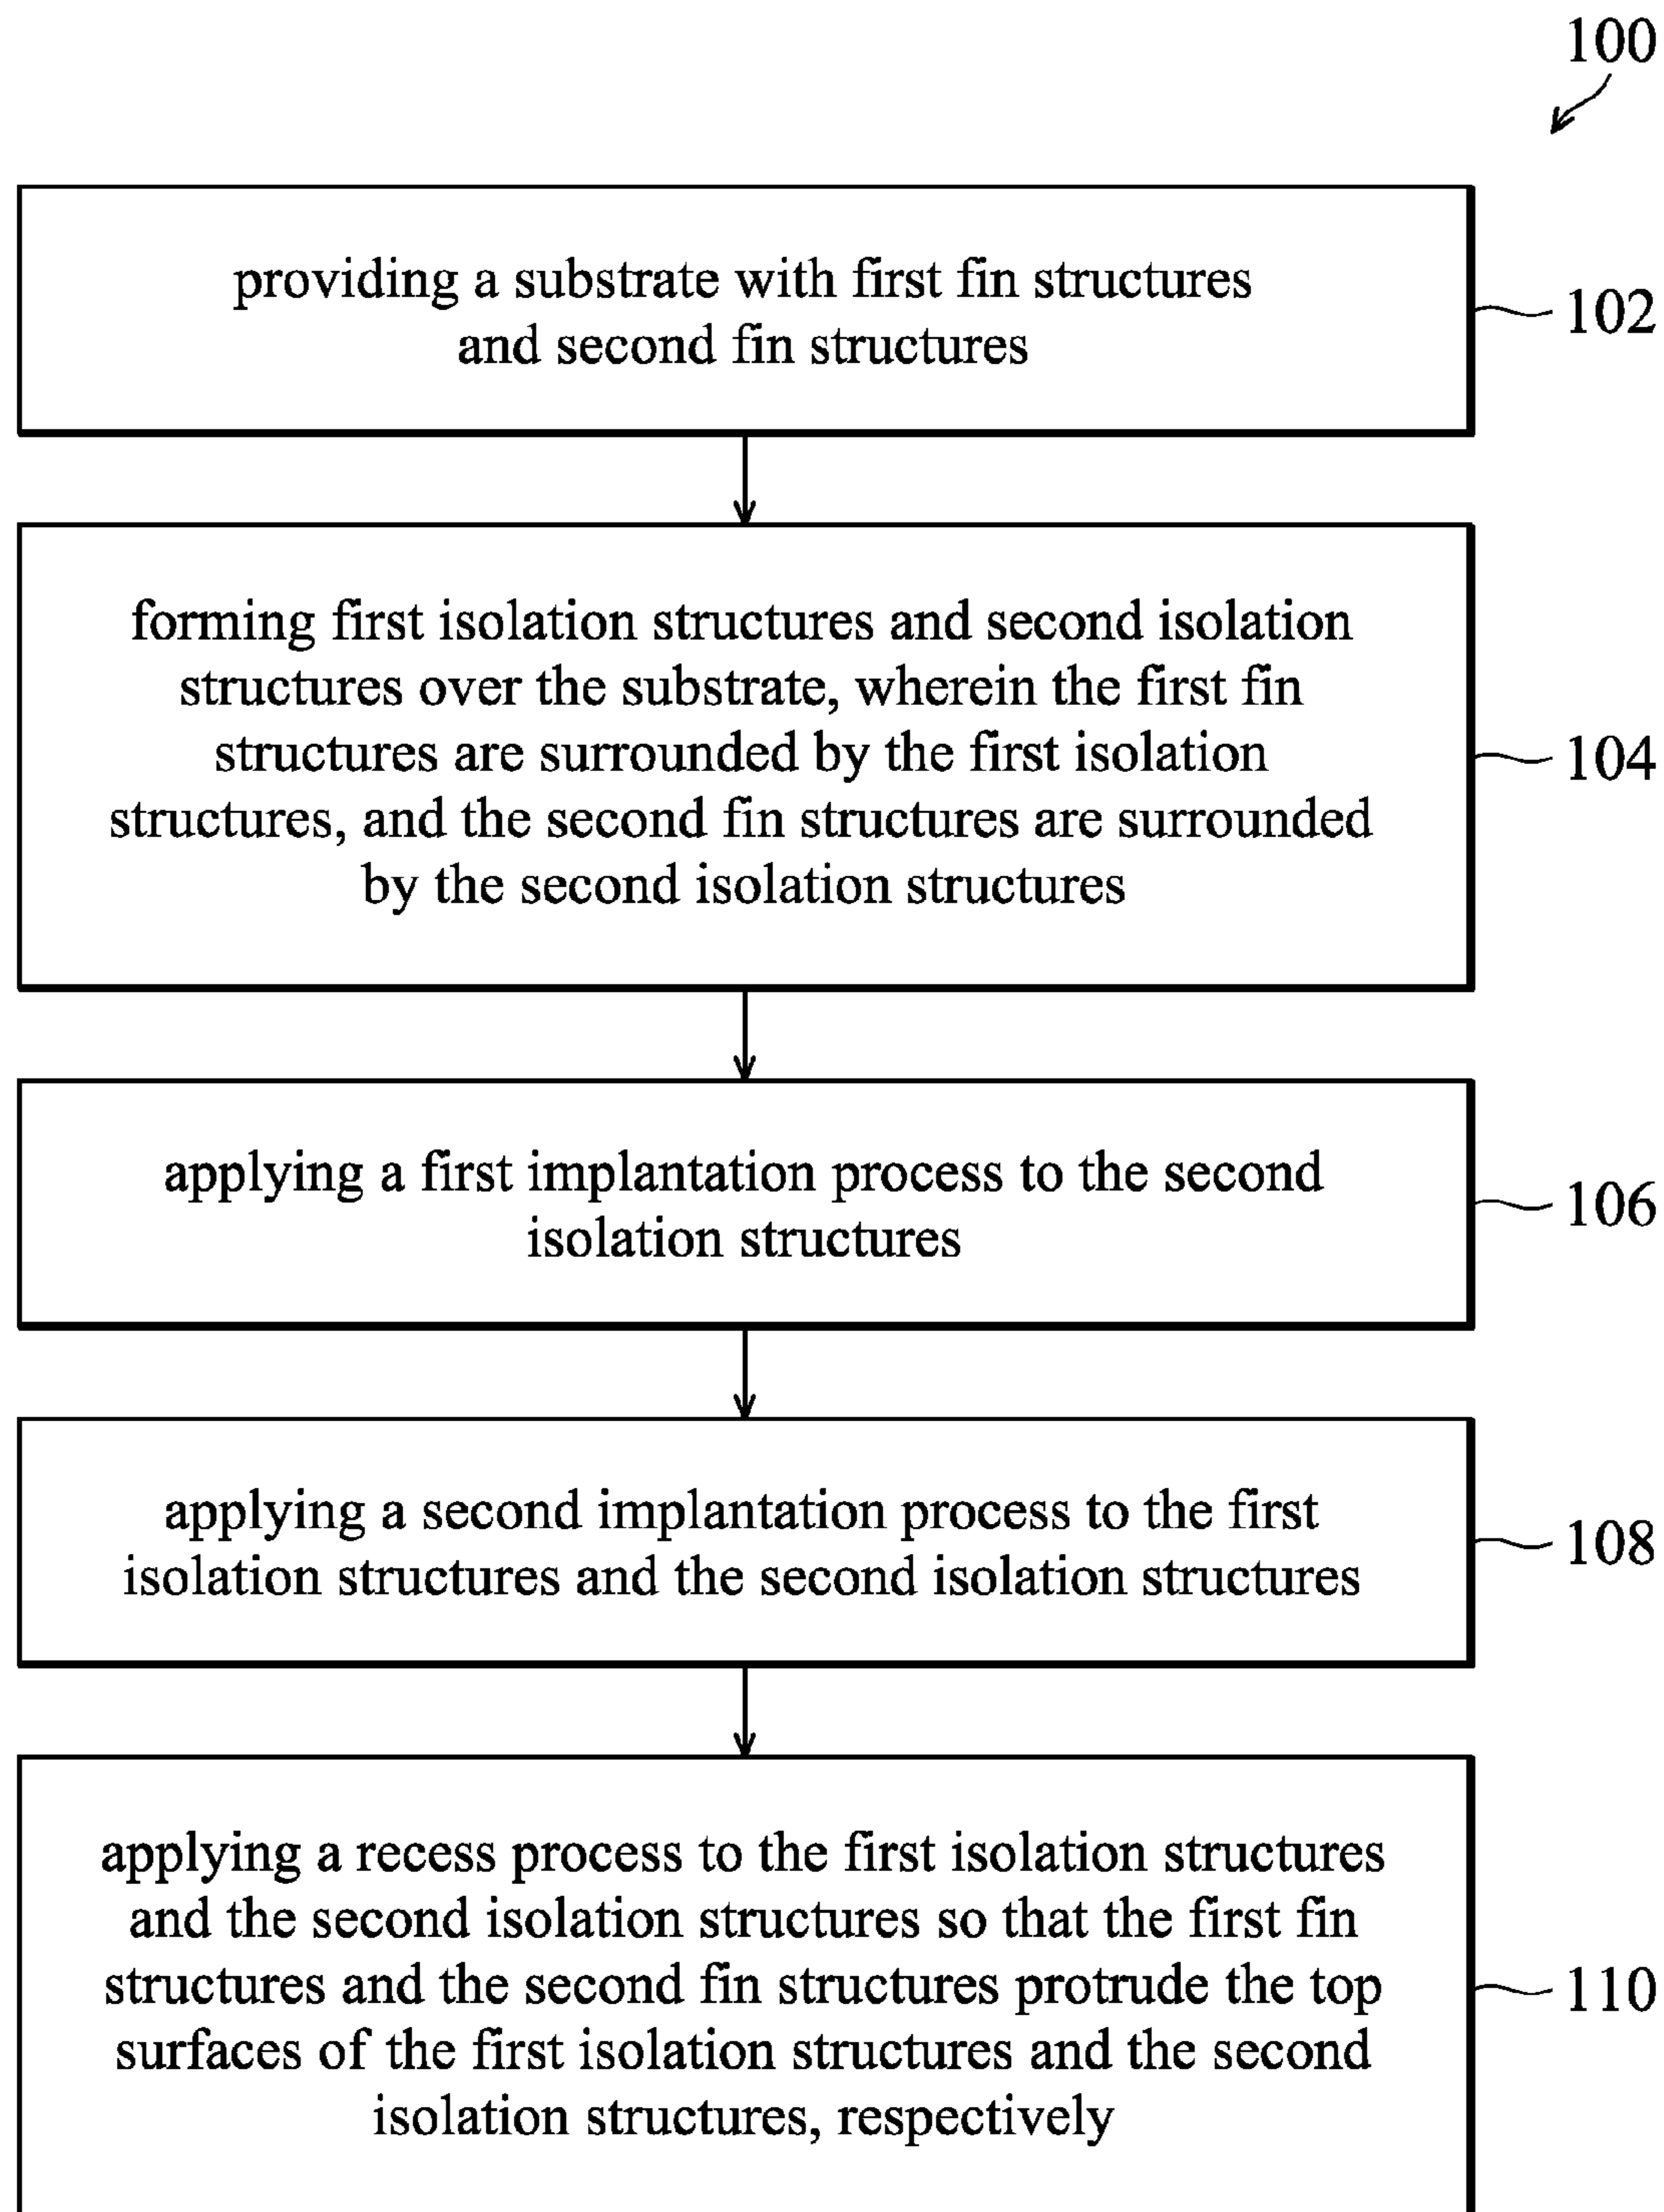 100
providing a substrate with first fin structures
and second fin structures
102
forming first isolation structures and second isolation
structures over the substrate, wherein the first fin
structures are surrounded by the first isolation
structures, and the second fin structures are surrounded
by the second isolation structures
104
applying a first implantation process to the second
isolation structures
106
applying a second implantation process to the first
isolation structures and the second isolation structures
108
applying a recess process to the first isolation structures
and the second isolation structures so that the first fin
structures and the second fin structures protrude the top
surfaces of the first isolation structures and the second
isolation structures, respectively
110